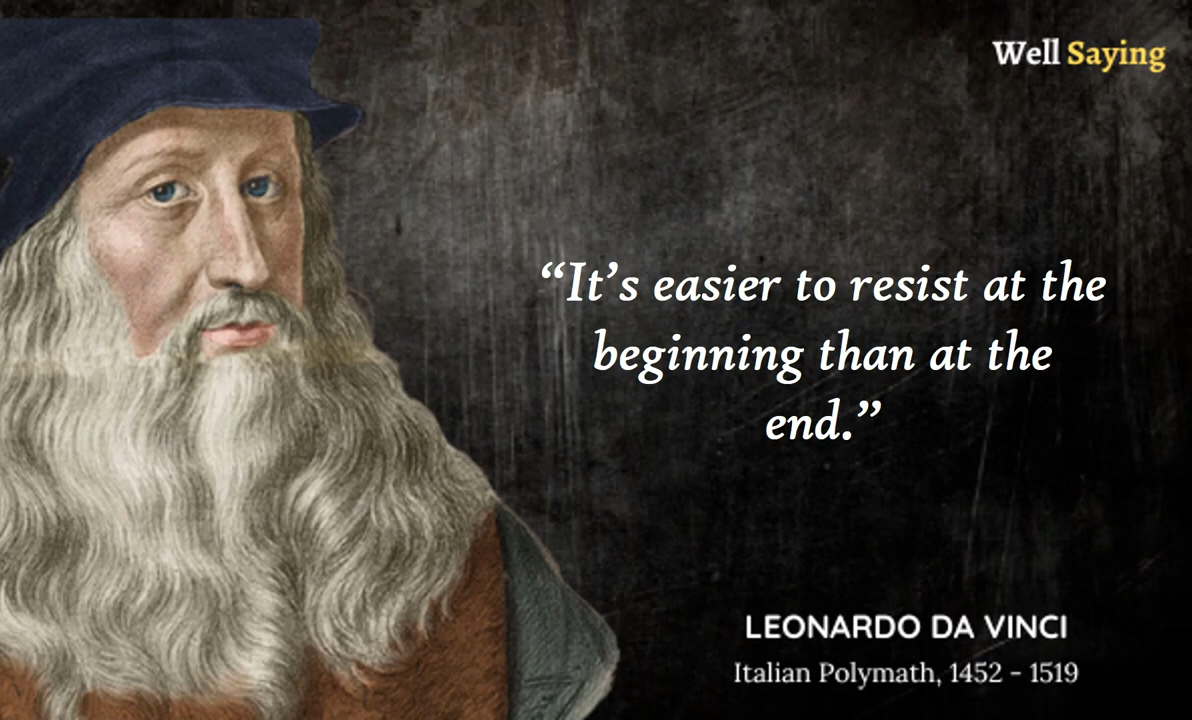 Well Saying
“It’s easier to resist at the
beginning than at the
end.”
LEONARDO DA VINCI
Italian Polymath, 1452 - 1519